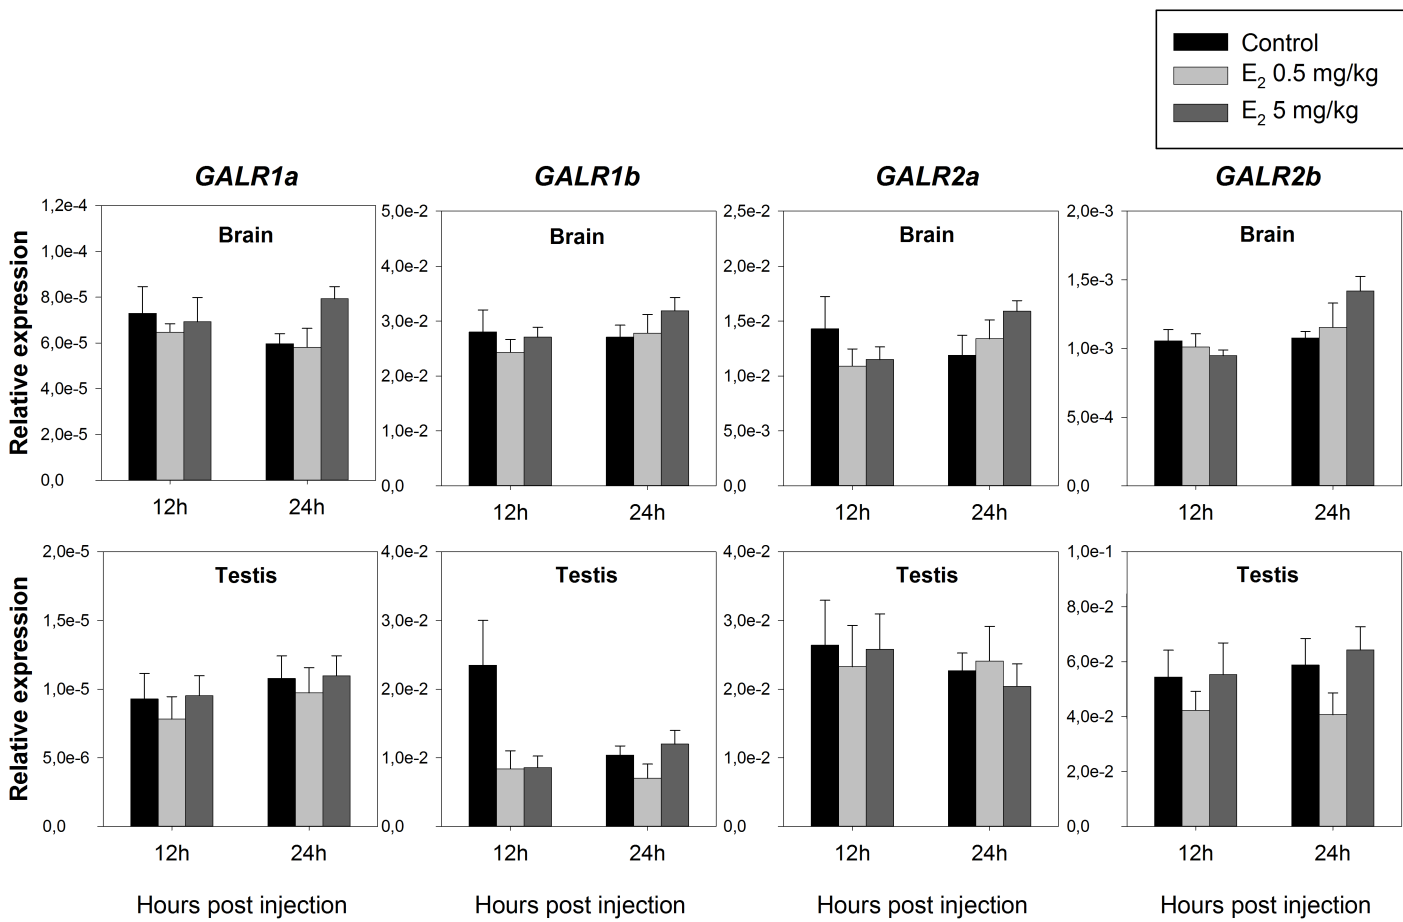 Control
E2 0.5 mg/kg
E2 5 mg/kg
GALR1a GALR1b GALR2a GALR2b
Relative expression
1,2e-4
1,0e-4
8,0e-5
6,0e-5
4,0e-5
2,0e-5
0,0
Brain
12h 24h
5,0e-2
4,0e-2
3,0e-2
2,0e-2
1,0e-2
0,0
Brain
12h 24h
2,5e-2
2,0e-2
1,5e-2
1,0e-2
5,0e-3
0,0
Brain
12h 24h
2,0e-3
1,5e-3
1,0e-3
5,0e-4
0,0
Brain
12h 24h
Relative expression
2,0e-5
1,5e-5
1,0e-5
5,0e-6
0,0
Testis
12h 24h
4,0e-2
3,0e-2
2,0e-2
1,0e-2
0,0
Testis
12h 24h
4,0e-2
3,0e-2
2,0e-2
1,0e-2
0,0
Testis
12h 24h
1,0e-1
8,0e-2
6,0e-2
4,0e-2
2,0e-2
0,0
Testis
12h 24h
Hours post injection Hours post injection Hours post injection Hours post injection